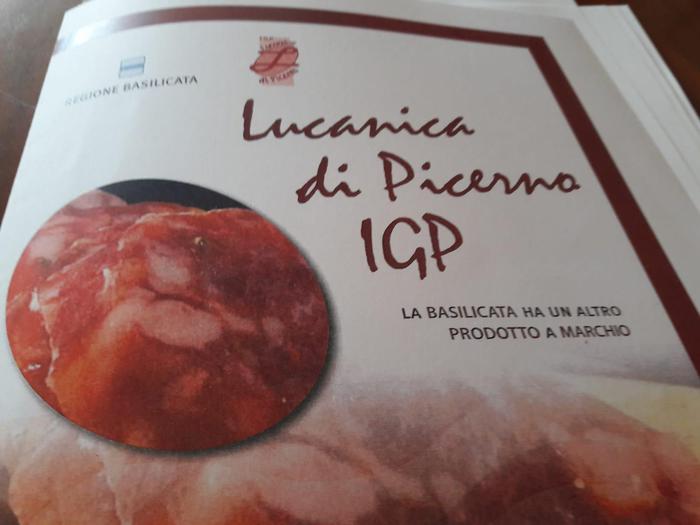 REGIONE BASILICATA
Lucanica
di Picerno
IGP
LA BASILICATA HA UN ALTRO
PRODOTTO A MARCHIO